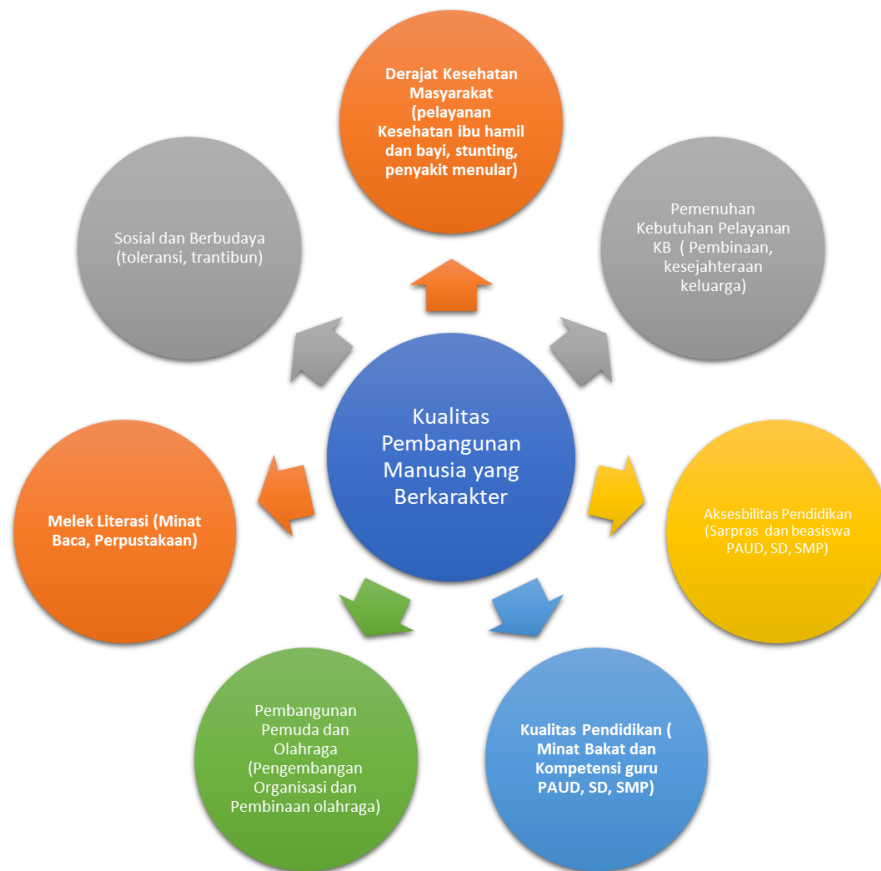 Derajat Kesehatan
Masyarakat
(pelayanan
Kesehatan ibu hamil
dan bayi, stunting,
penyakit menular)
Pemenuhan
Kebutuhan Pelayanan
KB ( Pembinaan,
kesejahteraan
keluarga)
Aksesbilitas Pendidikan
(Sarpras dan beasiswa
PAUD, SD, SMP)
Kualitas Pendidikan (
Minat Bakat dan
Kompetensi guru
PAUD, SD, SMP)
Pembangunan
Pemuda dan
Olahraga
(Pengembangan
Organisasi dan
Pembinaan olahraga)
Melek Literasi (Minat
Baca, Perpustakaan)
Sosial dan Berbudaya
(toleransi, trantibun)
Kualitas
Pembangunan
Manusia yang
Berkarakter